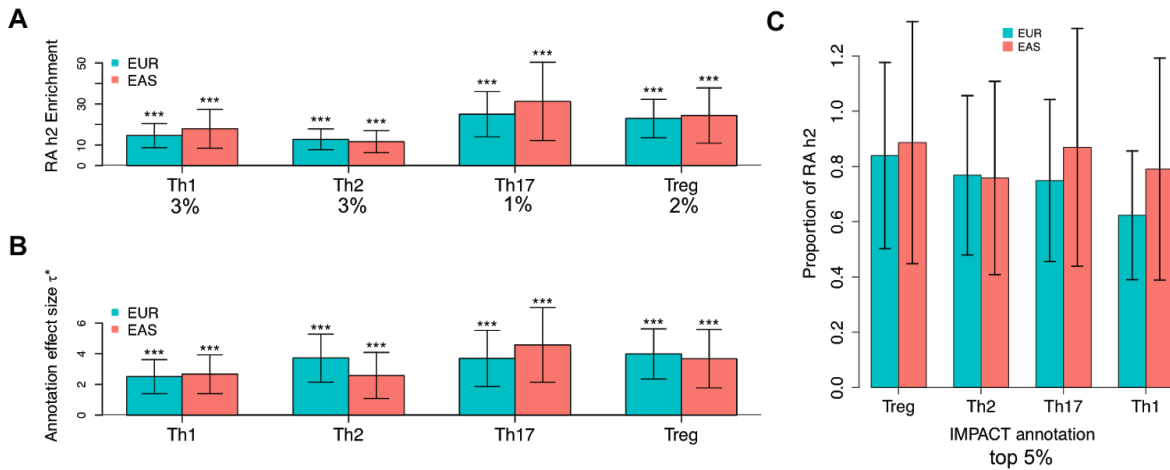 A
RA h2 Enrichment
0 10 30 50
EUR
EAS
*** *** *** *** *** *** *** ***
Th1 Th2 Th17 Treg
3% 3% 1% 2%
B
Annotation effect size τ*
0 2 4 6
EUR
EAS
*** *** *** *** *** *** *** ***
Th1 Th2 Th17 Treg
C
Proportion of RA h2
0.0 0.2 0.4 0.6 0.8 1.0 1.2
EUR
EAS
Treg Th2 Th17 Th1
IMPACT annotation
top 5%